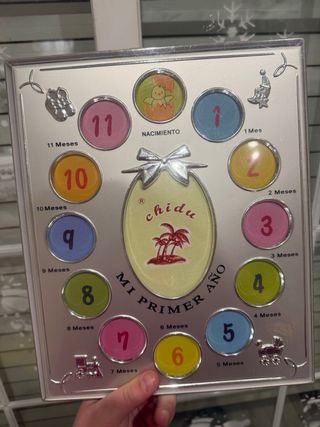 NACIMIENTO
1
1 Mes
2
2 Meses
3
3 Meses
4
4 Meses
5
5 Meses
6
6 Meses
7
7 Meses
8
8 Meses
9
9 Meses
10
10 Meses
11
11 Meses
® chidu
MI PRIMER AÑO